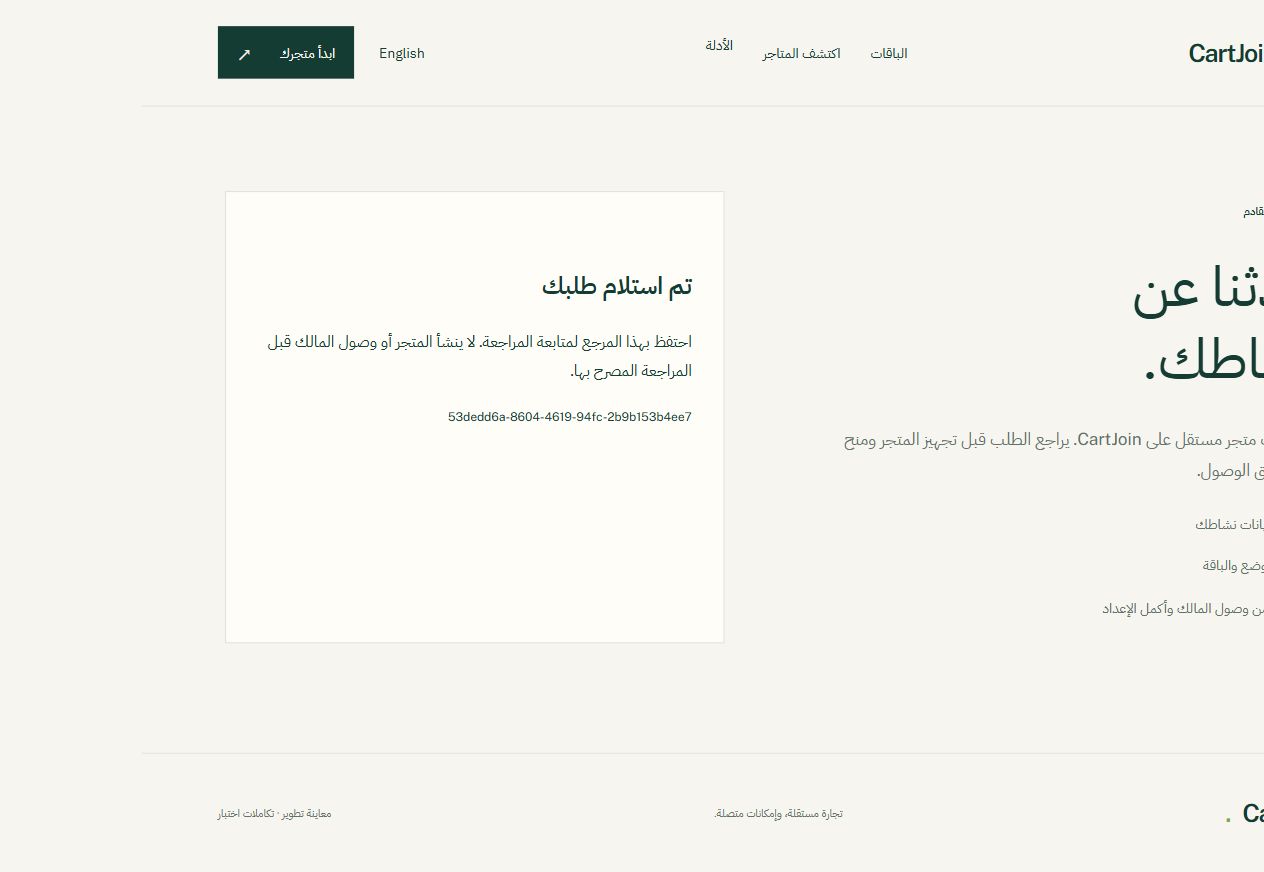 CartJoi
الباقات
اكتشف المتاجر
الأدلة
English
ابدأ متجرك ↗
ثنا عن
اطلك.
متجر مستقل على CartJoin. يراجع الطلب قبل تجهيز المتجر ومنح
الوصول.
انات نشاطك
وضع والباقة
وصول المالك وأكمل الإعداد
تم استلام طلبك
احتفظ بهذا المرجع لمتابعة المراجعة. لا ينشأ المتجر أو وصول المالك قبل
المراجعة المصرح بها.
53dedd6a-8604-4619-94fc-2b9b153b4ee7
Ca
.
تجارة مستقلة، وإمكانات متصلة.
معاينة تطوير · تكاملات اختبار